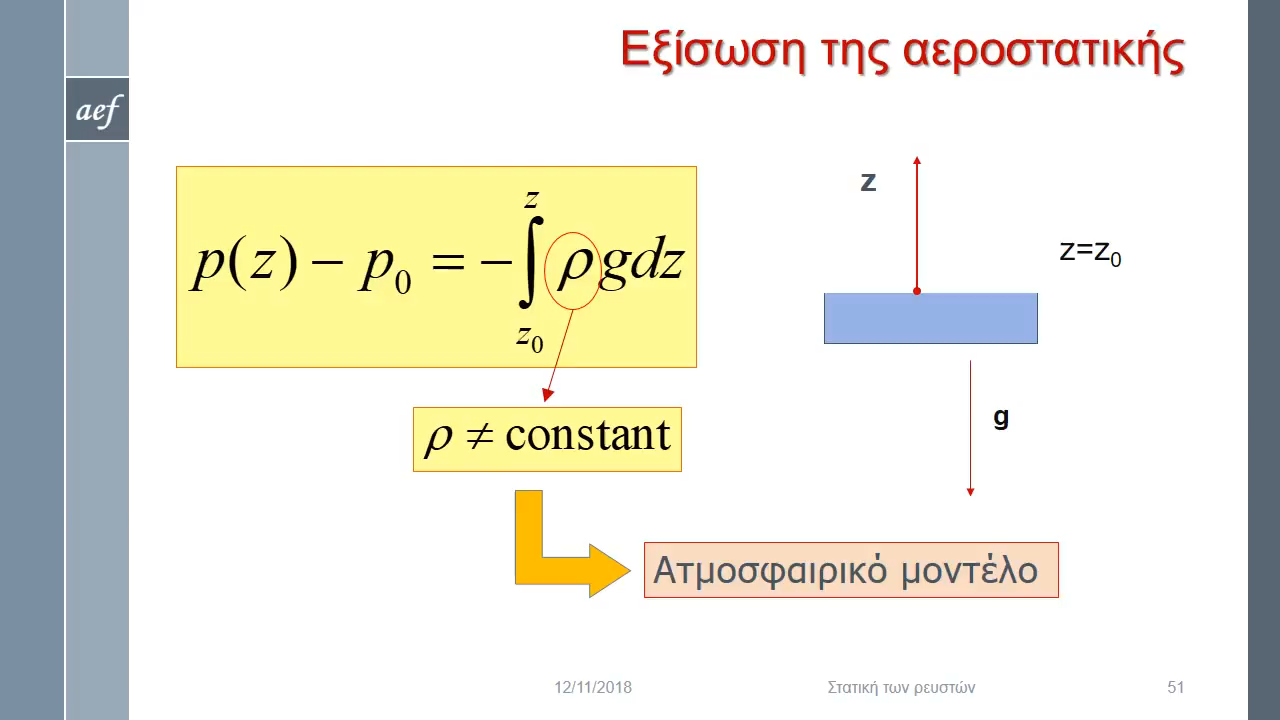 Εξίσωση της αεροστατικής
aef
p(z) − p₀ = −∫_{z₀}^{z} ρgdz
z
z=z₀
ρ ≠ constant
g
Ατμοσφαιρικό μοντέλο
12/11/2018
Στατική των ρευστών
51